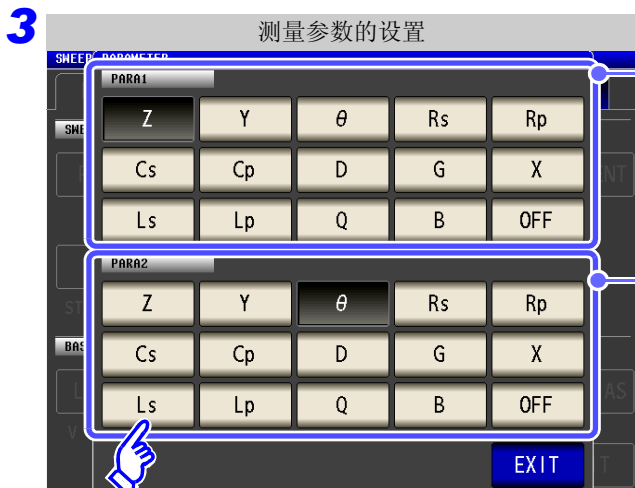 3
测量参数的设置
SWEEP PARAMETER
PARA1
Z Y θ Rs Rp
Cs Cp D G X
Ls Lp Q B OFF
PARA2
Z Y θ Rs Rp
Cs Cp D G X
Ls Lp Q B OFF
EXIT